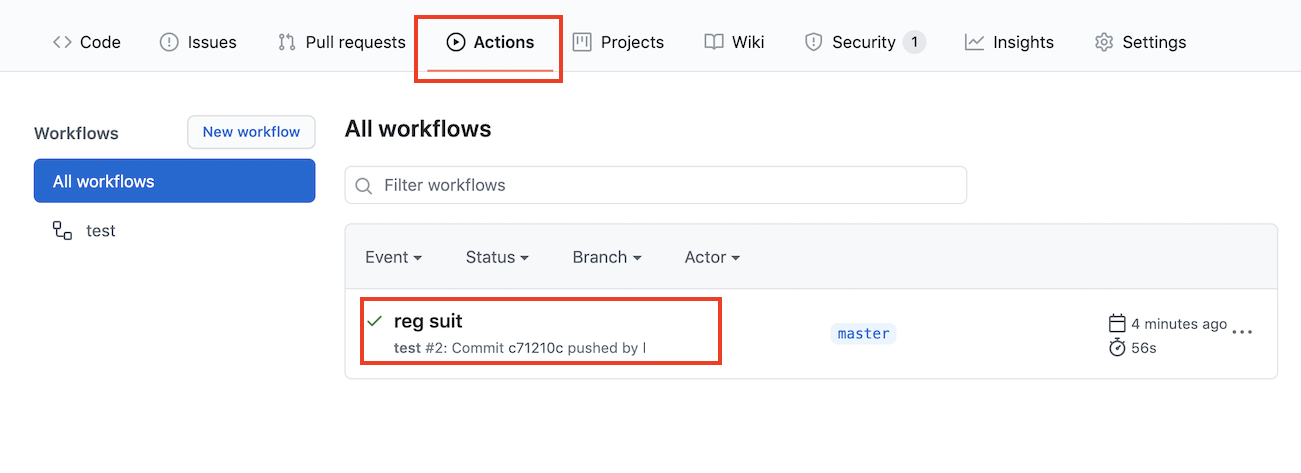 Code Issues Pull requests Actions Projects Wiki Security 1 Insights Settings
Workflows
New workflow
All workflows
test
All workflows
Filter workflows
Event Status Branch Actor
reg suit
test #2: Commit c71210c pushed by l
master
4 minutes ago
56s